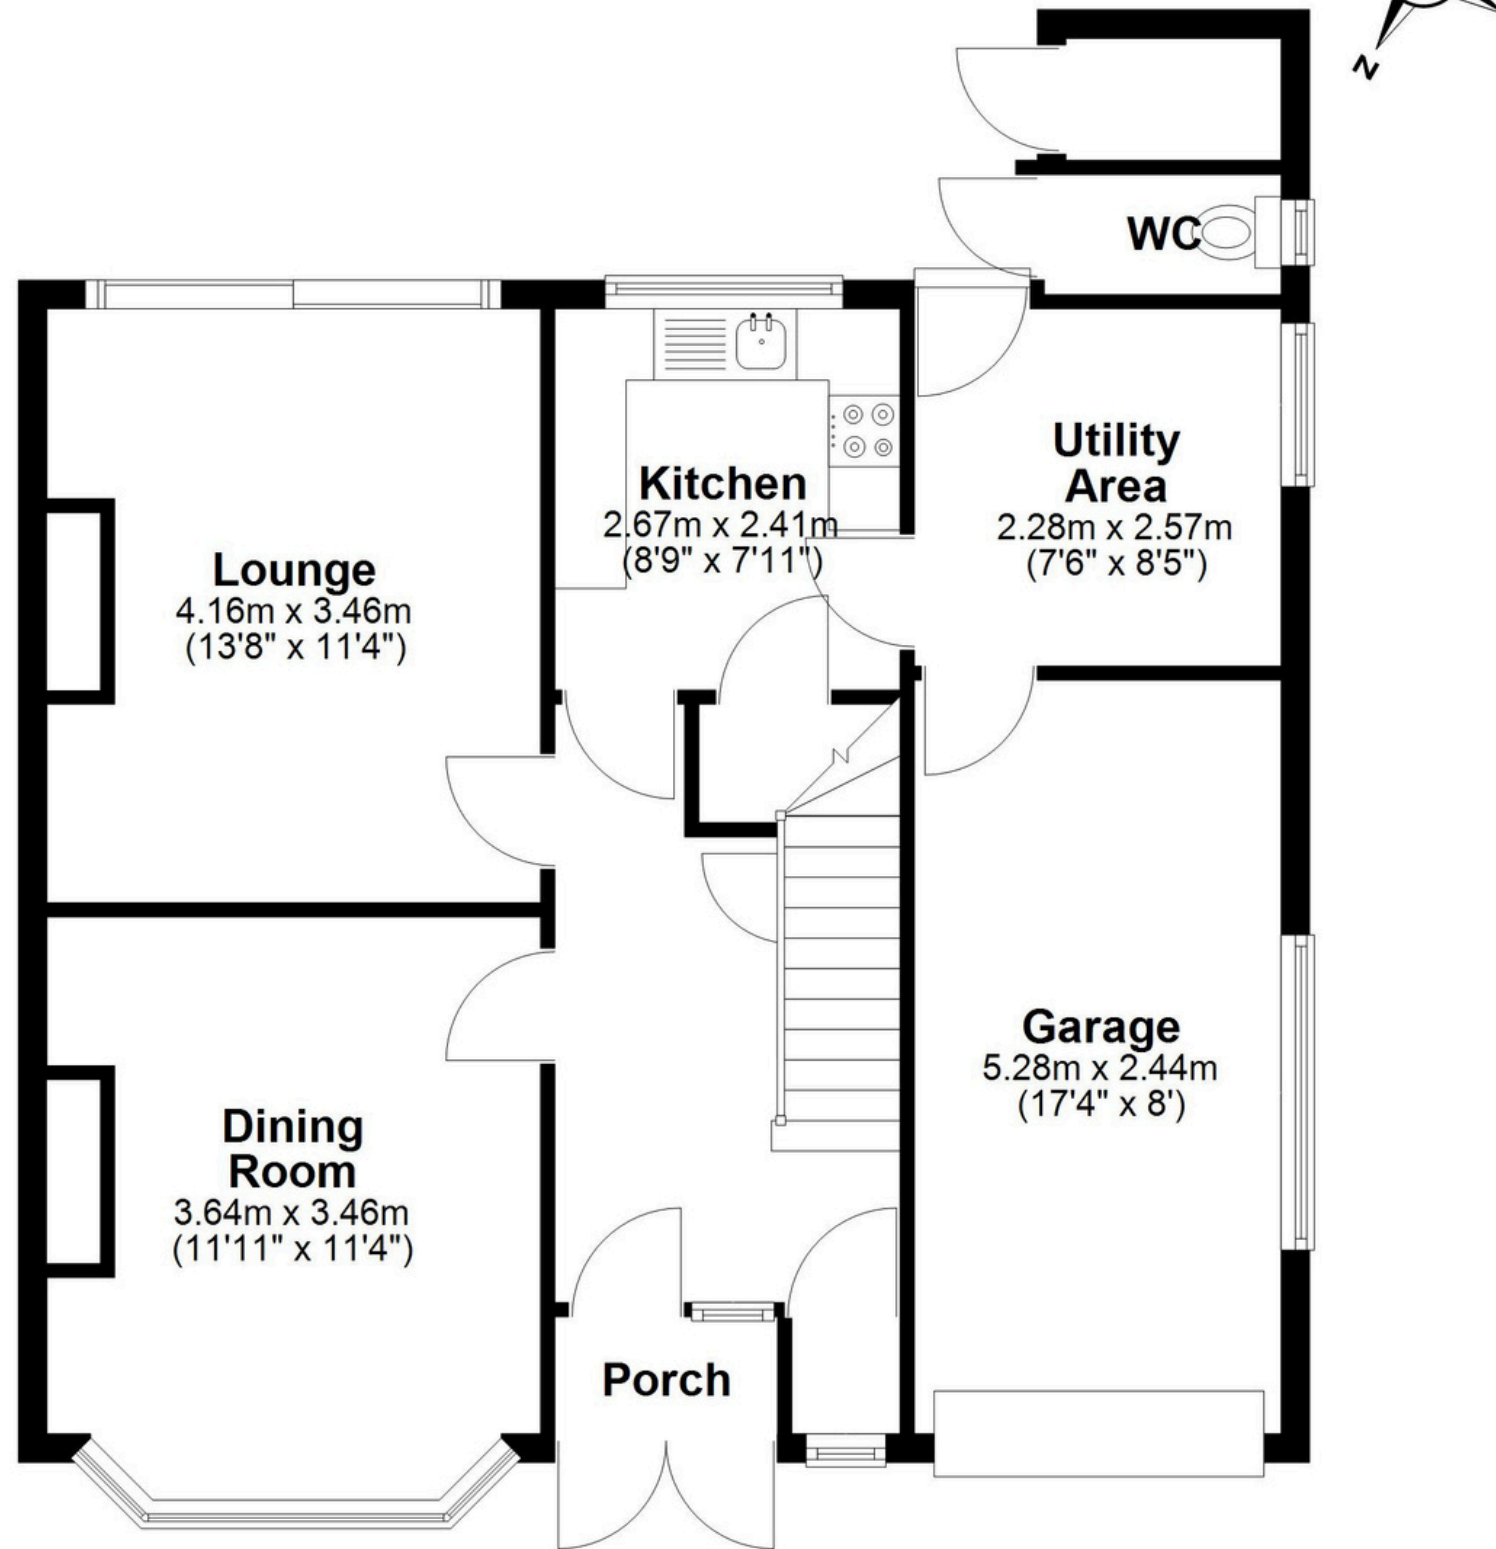 N
WC
Utility
Area
2.28m x 2.57m
(7'6" x 8'5")
Kitchen
2.67m x 2.41m
(8'9" x 7'11")
Lounge
4.16m x 3.46m
(13'8" x 11'4")
Garage
5.28m x 2.44m
(17'4" x 8')
Dining
Room
3.64m x 3.46m
(11'11" x 11'4")
Porch